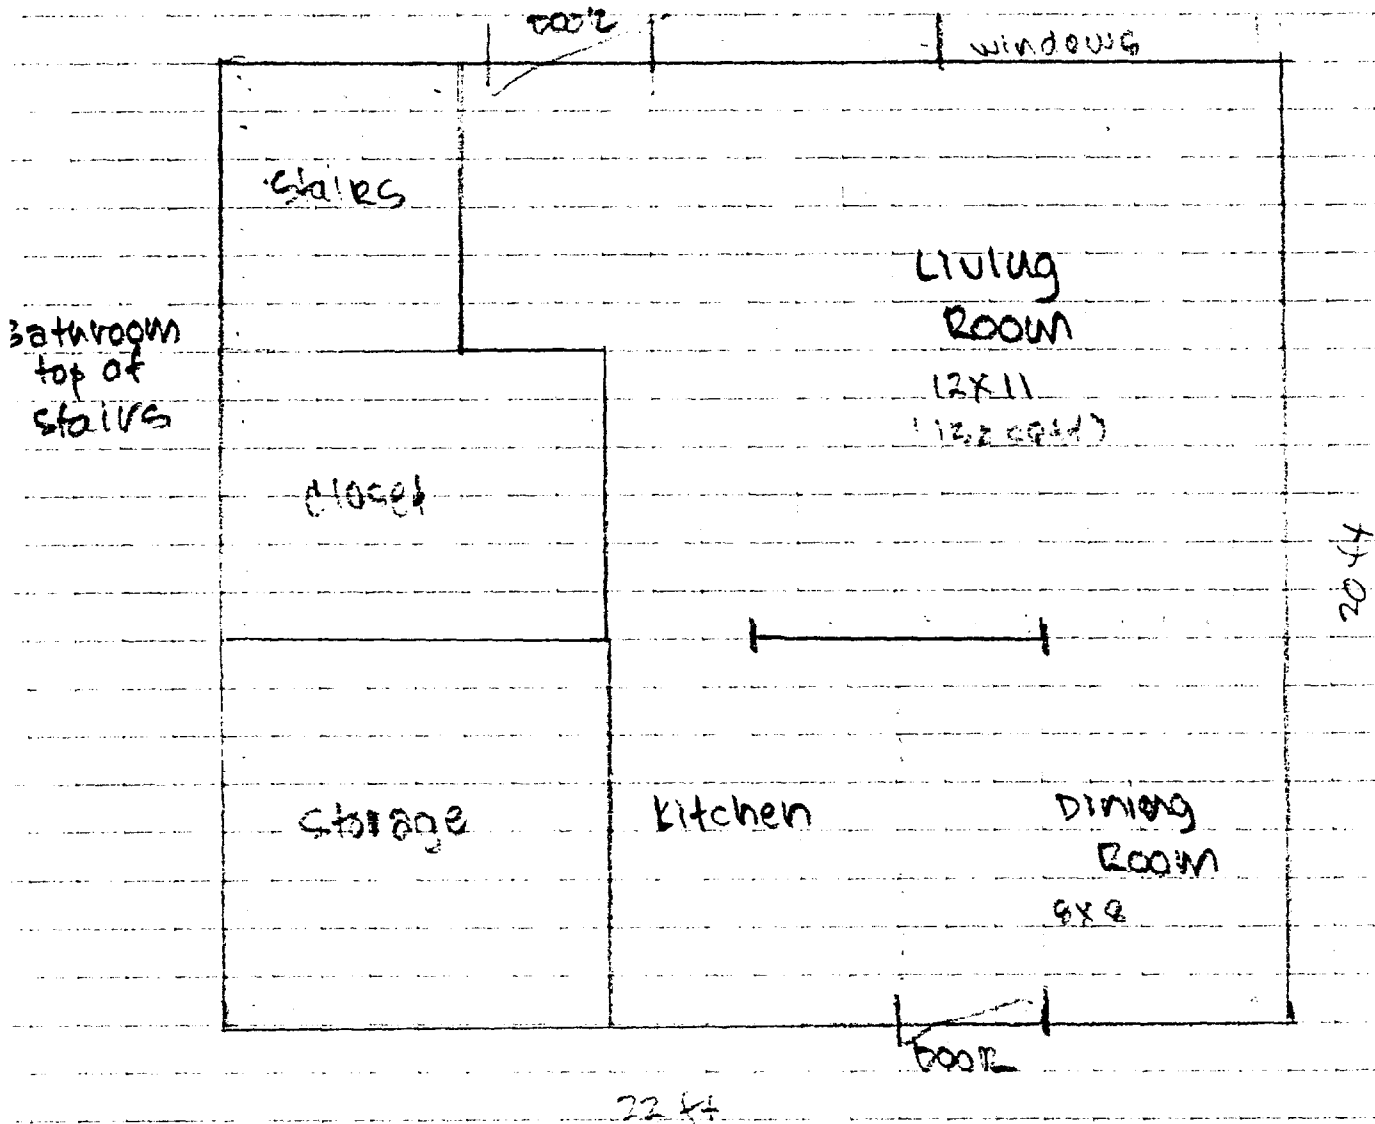 DOOR
windows
stairs
Living
Room
12x11
Bathroom
top of
stairs
closet
20 ft
storage
kitchen
Dining
Room
8x8
DOOR
22 ft